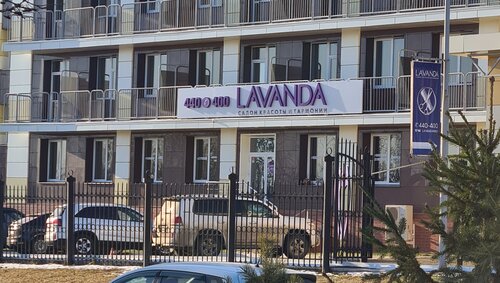 440•400 LAVANDA
САЛОН КРАСОТЫ И ГАРМОНИИ
LAVANDA
440-400